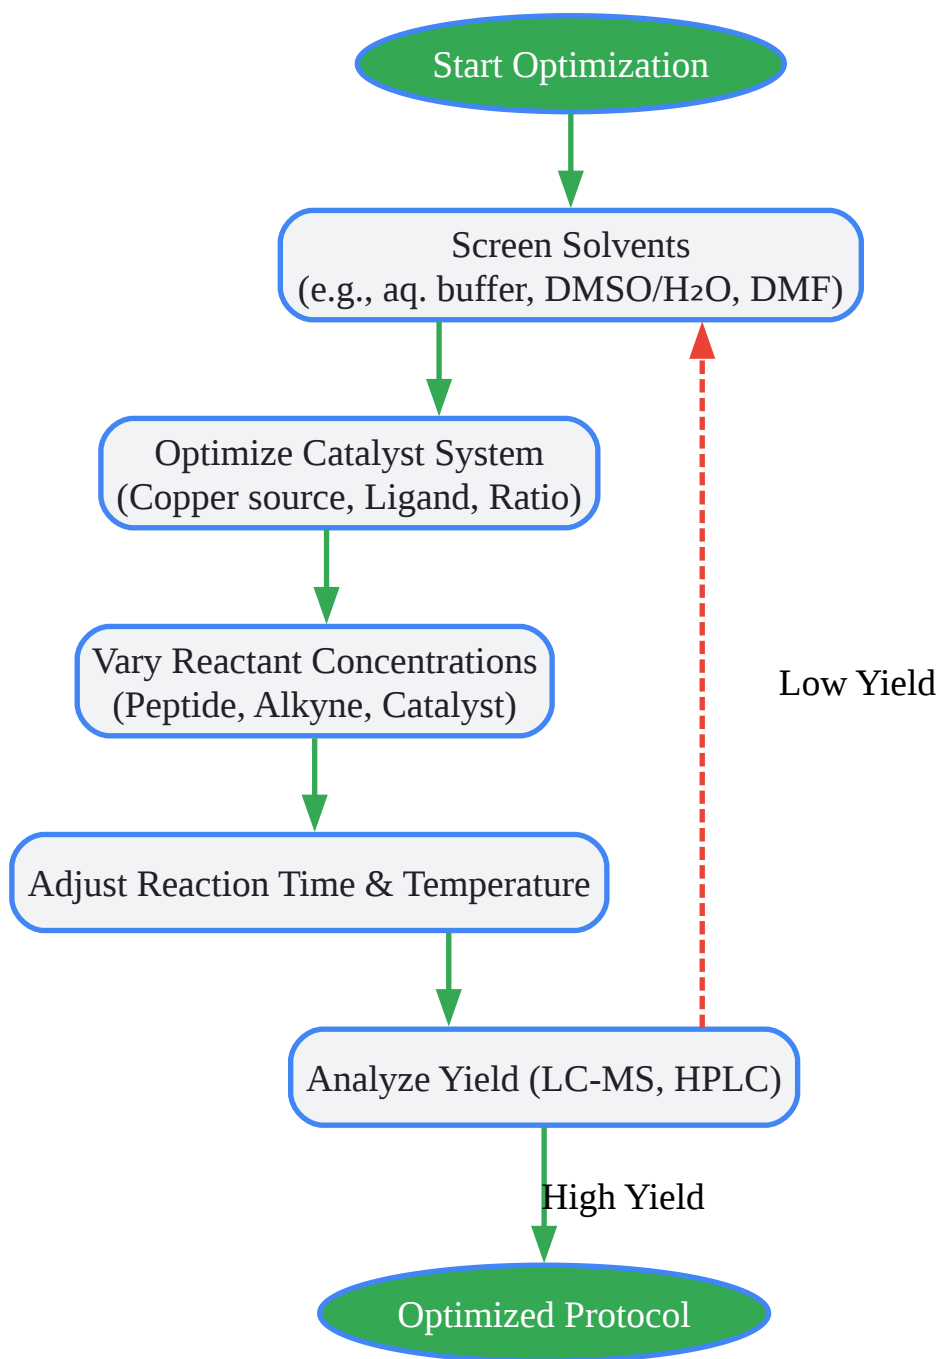 Start Optimization
Screen Solvents
(e.g., aq. buffer, DMSO/H₂O, DMF)
Optimize Catalyst System
(Copper source, Ligand, Ratio)
Vary Reactant Concentrations
(Peptide, Alkyne, Catalyst)
Low Yield
Adjust Reaction Time & Temperature
Analyze Yield (LC-MS, HPLC)
High Yield
Optimized Protocol